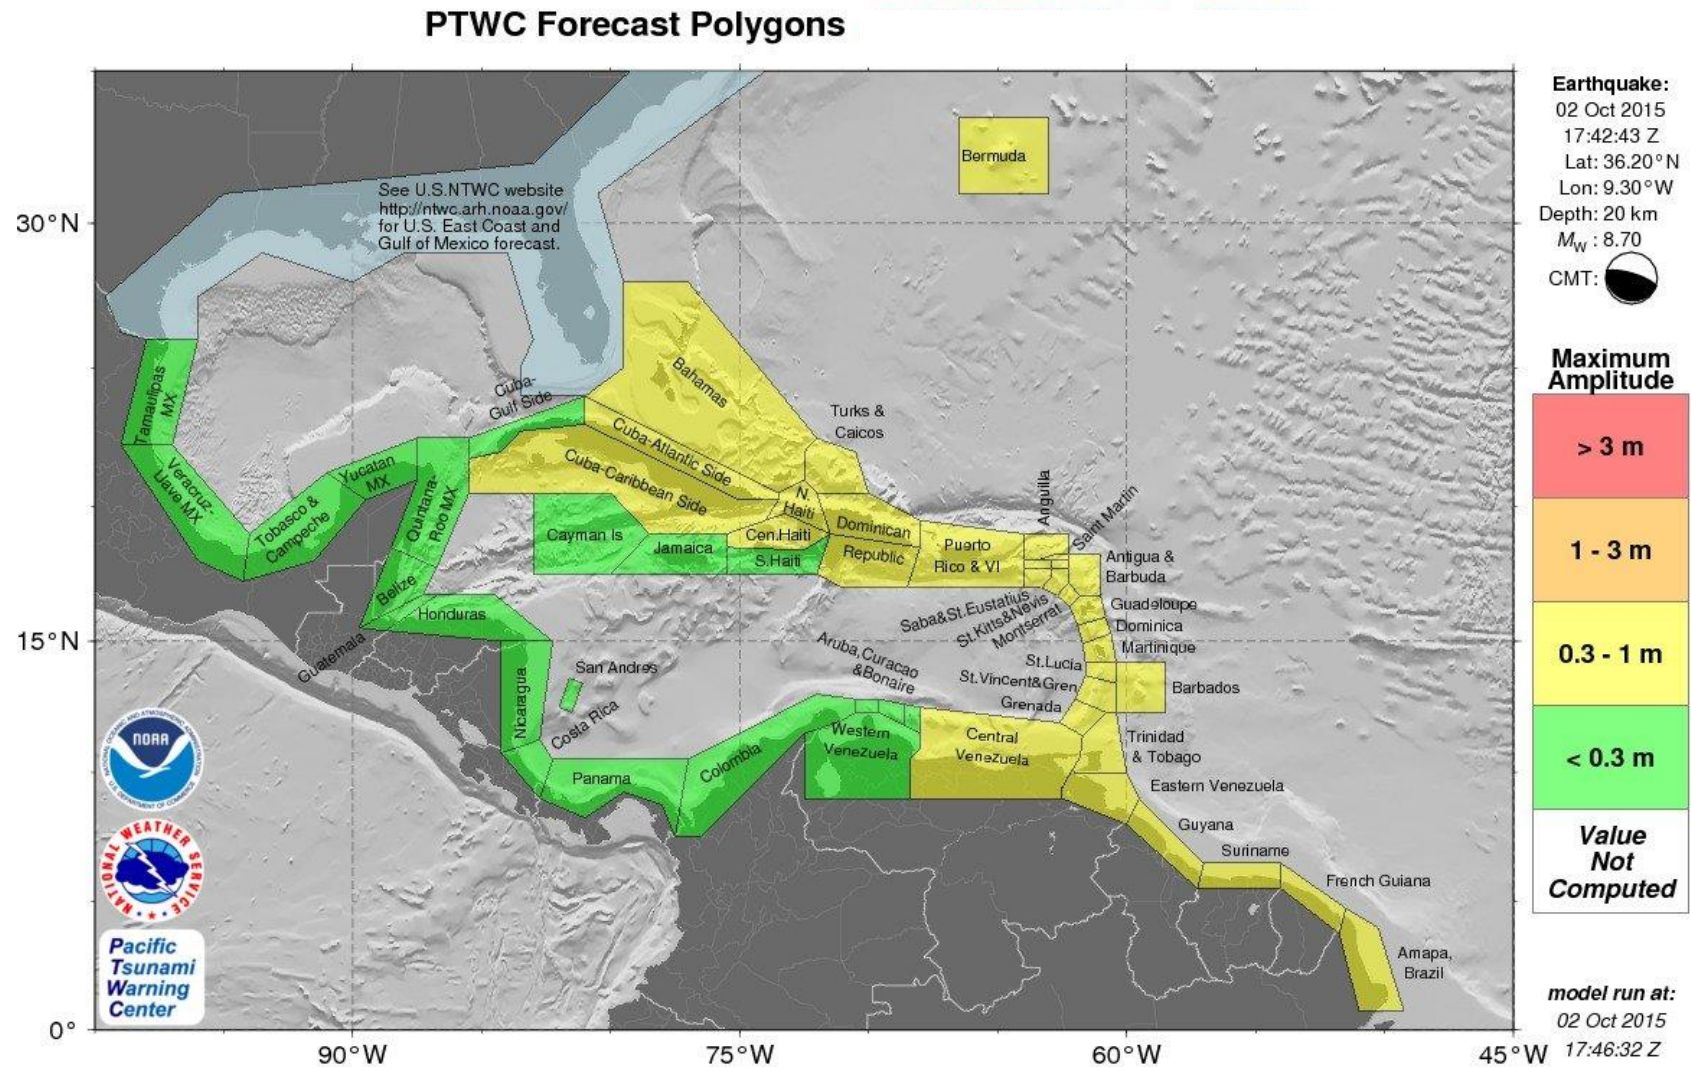 PTWC Forecast Polygons
Earthquake:
02 Oct 2015
17:42:43 Z
Lat: 36.20°N
Lon: 9.30°W
Depth: 20 km
MW : 8.70
CMT:
Maximum
Amplitude
> 3 m
1 - 3 m
0.3 - 1 m
< 0.3 m
Value
Not
Computed
model run at:
02 Oct 2015
17:46:32 Z
30°N
15°N
0°
90°W
75°W
60°W
45°W
Bermuda
See U.S.NTWC website
http://ntwc.arh.noaa.gov/
for U.S. East Coast and
Gulf of Mexico forecast.
Tamaulipas
MX
Veracruz-
Llave MX
Tobasco &
Campeche
Yucatan
MX
Quintana-
Roo MX
Cuba-
Gulf Side
Bahamas
Turks &
Caicos
Cuba-Atlantic Side
Cuba-Caribbean Side
N.
Haiti
Cen.Haiti
S.Haiti
Dominican
Republic
Puerto
Rico & VI
Anguilla
Saint Martin
Antigua &
Barbuda
Cayman Is
Jamaica
Belize
Honduras
Guatemala
Saba&St.Eustatius
St.Kitts&Nevis
Montserrat
Guadeloupe
Dominica
Martinique
St.Lucia
St.Vincent&Gren
Grenada
Barbados
Aruba,Curacao
&Bonaire
San Andres
Nicaragua
Costa Rica
Panama
Colombia
Western
Venezuela
Central
Venezuela
Trinidad
& Tobago
Eastern Venezuela
Guyana
Suriname
French Guiana
Amapa,
Brazil
NATIONAL OCEANIC AND ATMOSPHERIC ADMINISTRATION
NOAA
U.S. DEPARTMENT OF COMMERCE
NATIONAL WEATHER SERVICE
Pacific
Tsunami
Warning
Center